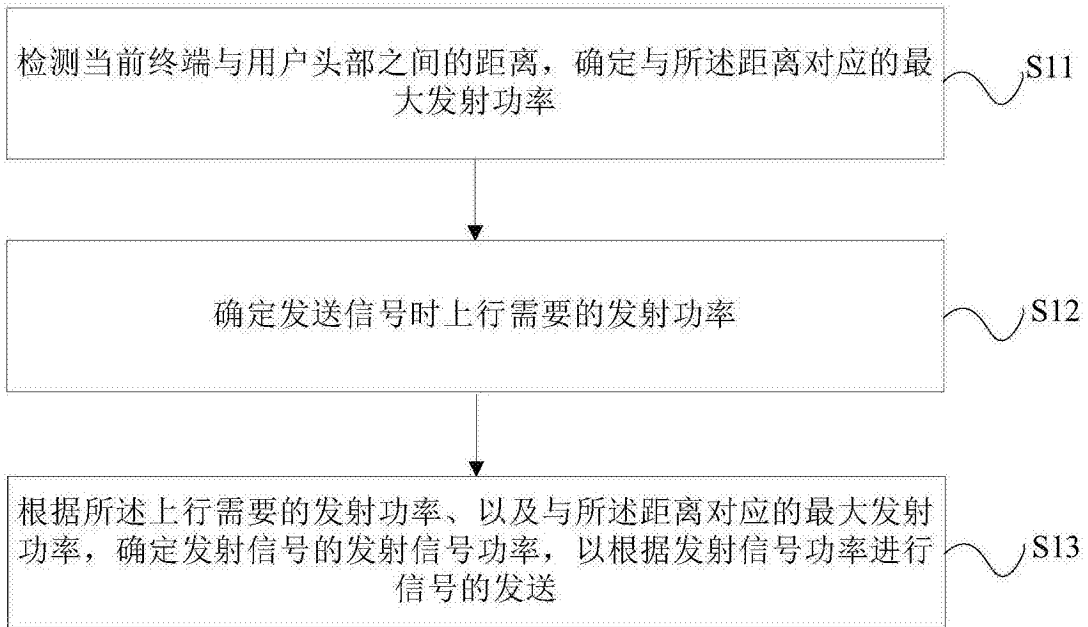 检测当前终端与用户头部之间的距离，确定与所述距离对应的最
大发射功率
S11
确定发送信号时上行需要的发射功率
S12
根据所述上行需要的发射功率、以及与所述距离对应的最大发射
功率，确定发射信号的发射信号功率，以根据发射信号功率进行
信号的发送
S13